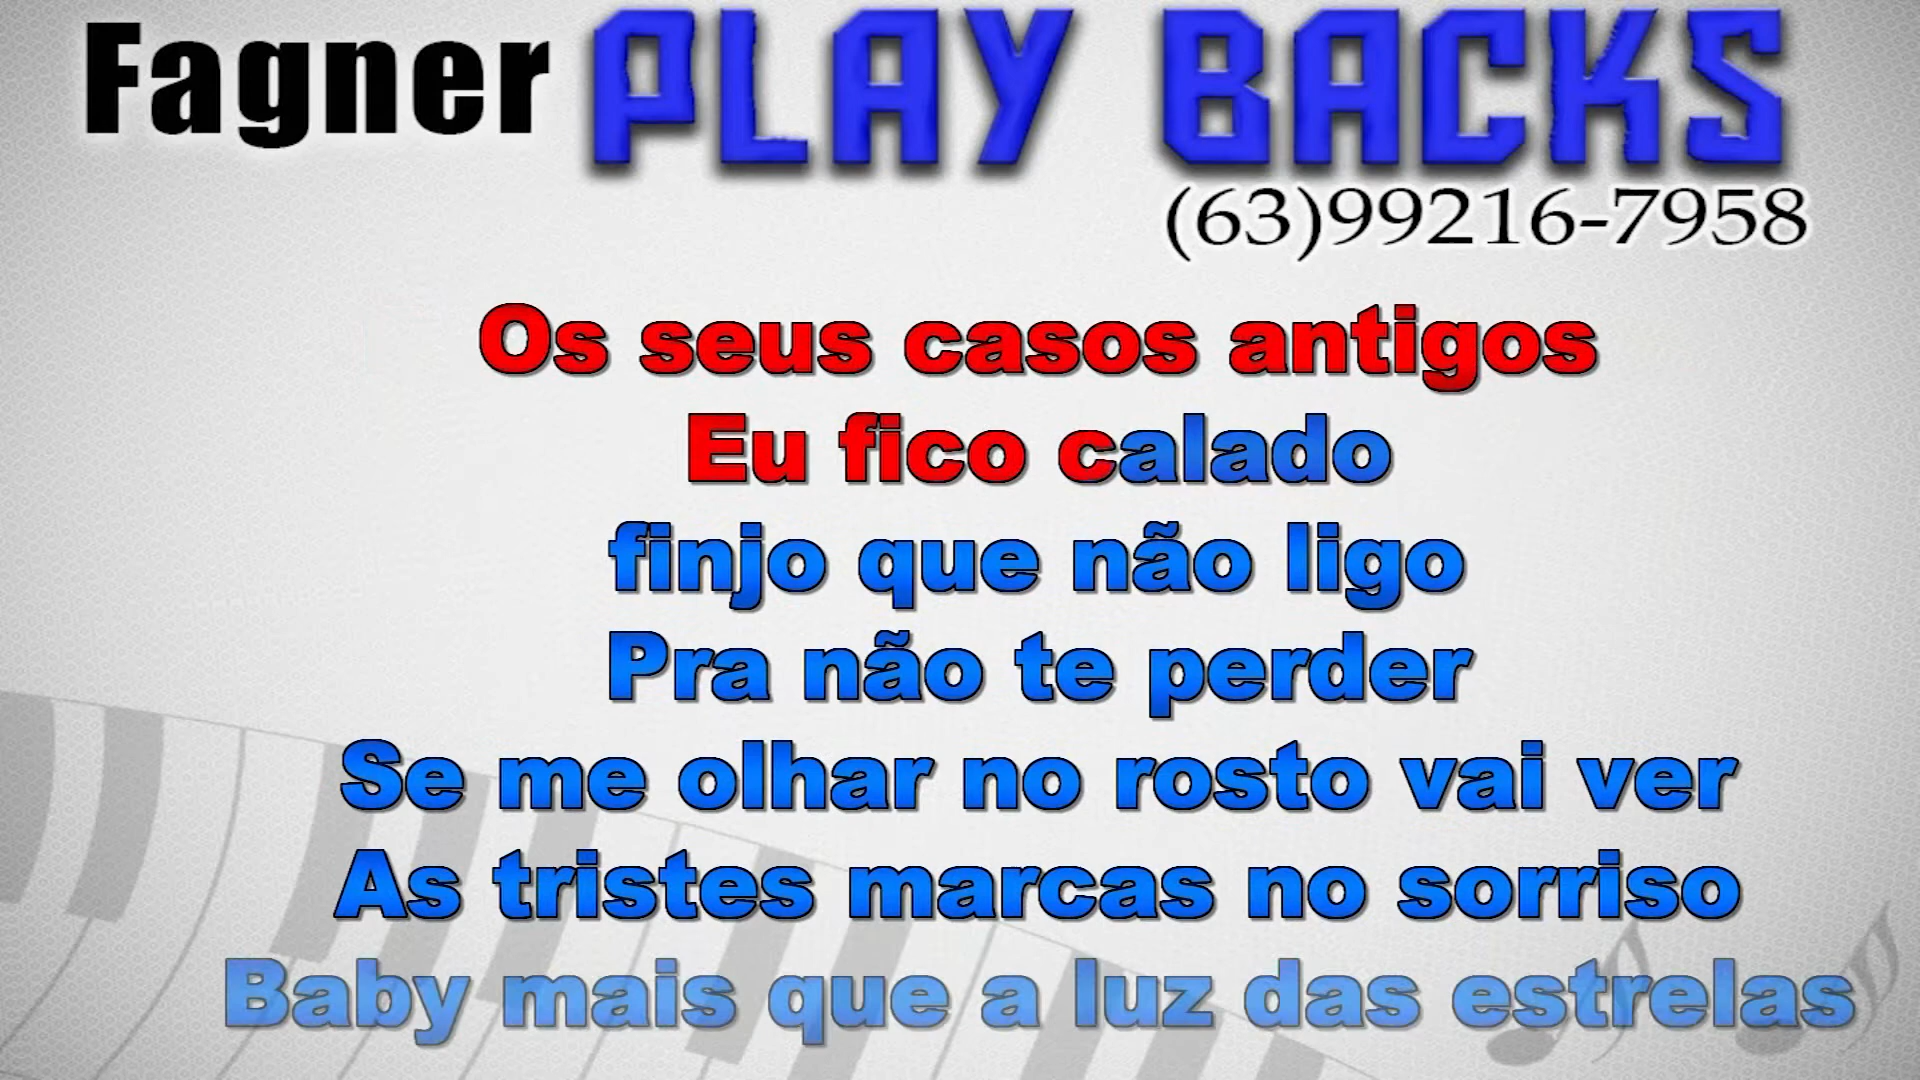 Fagner PLAY BACKS
(63)99216-7958
Os seus casos antigos
Eu fico calado
finjo que não ligo
Pra não te perder
Se me olhar no rosto vai ver
As tristes marcas no sorriso
Baby mais que a luz das estrelas